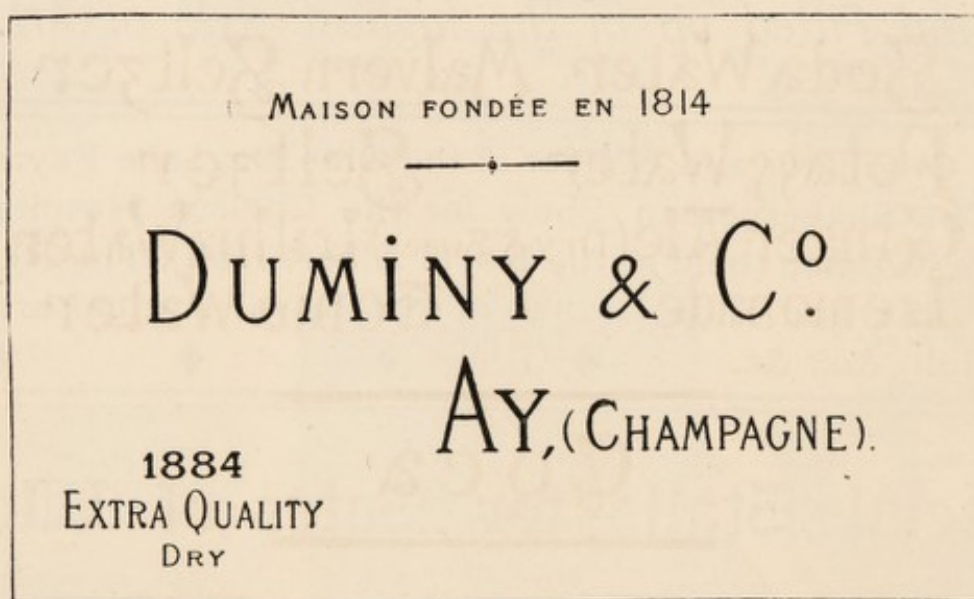 MAISON FONDÉE EN 1814
DUMINY & Co.
AY, (CHAMPAGNE).
1884
EXTRA QUALITY
DRY